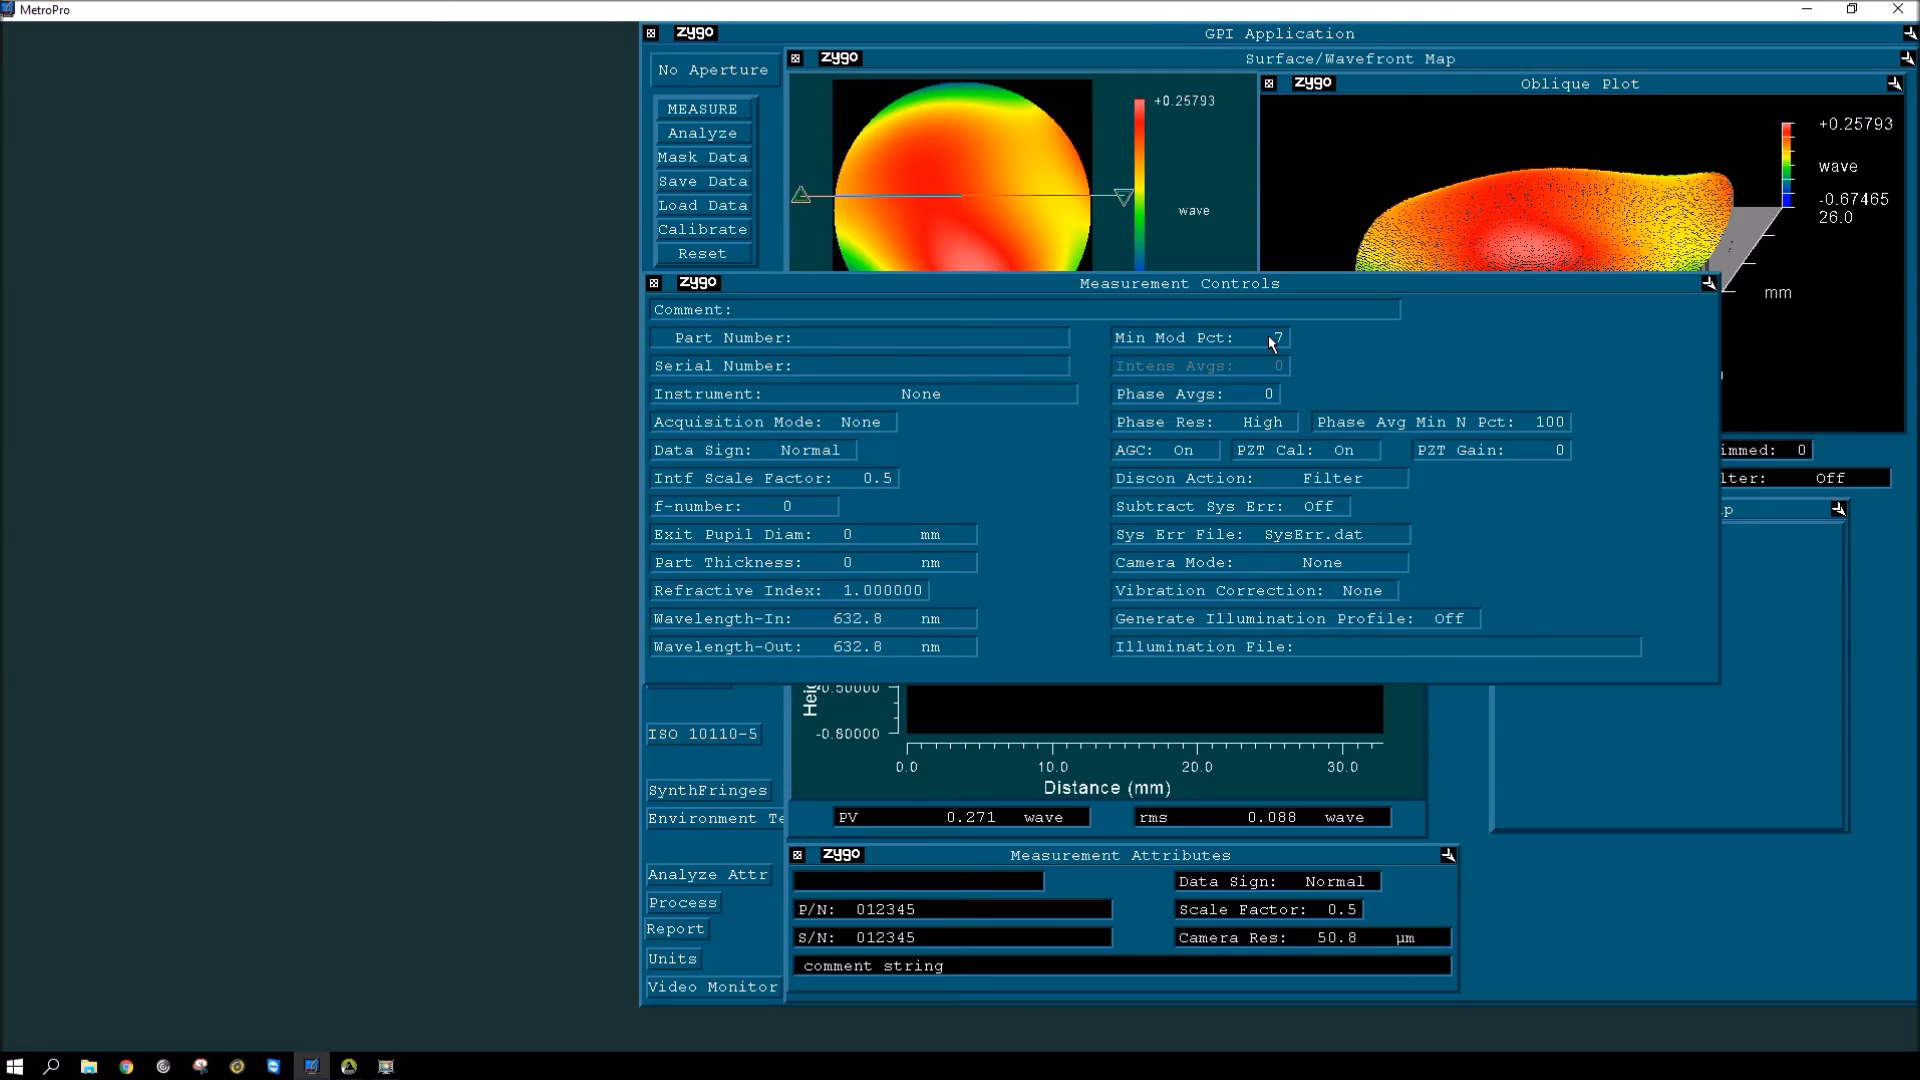 MetroPro
zygo GPI Application
No Aperture
zygo Surface/Wavefront Map
zygo Oblique Plot
MEASURE
Analyze
Mask Data
Save Data
Load Data
Calibrate
Reset
+0.25793
wave
+0.25793
wave
-0.67465
26.0
mm
zygo Measurement Controls
Comment:
Part Number:
Serial Number:
Instrument: None
Acquisition Mode: None
Data Sign: Normal
Intf Scale Factor: 0.5
f-number: 0
Exit Pupil Diam: 0 mm
Part Thickness: 0 nm
Refractive Index: 1.000000
Wavelength-In: 632.8 nm
Wavelength-Out: 632.8 nm
Min Mod Pct: 7
Intens Avgs: 0
Phase Avgs: 0
Phase Res: High Phase Avg Min N Pct: 100
AGC: On PZT Cal: On PZT Gain: 0
Discon Action: Filter
Subtract Sys Err: Off
Sys Err File: SysErr.dat
Camera Mode: None
Vibration Correction: None
Generate Illumination Profile: Off
Illumination File:
immed: 0
lter: Off
p
ISO 10110-5
SynthFringes
Environment Te
Analyze Attr
Process
Report
Units
Video Monitor
-0.50000
-0.60000
0.0 10.0 20.0 30.0
Distance (mm)
PV 0.271 wave rms 0.088 wave
zygo Measurement Attributes
Data Sign: Normal
P/N: 012345 Scale Factor: 0.5
S/N: 012345 Camera Res: 50.8 µm
comment string